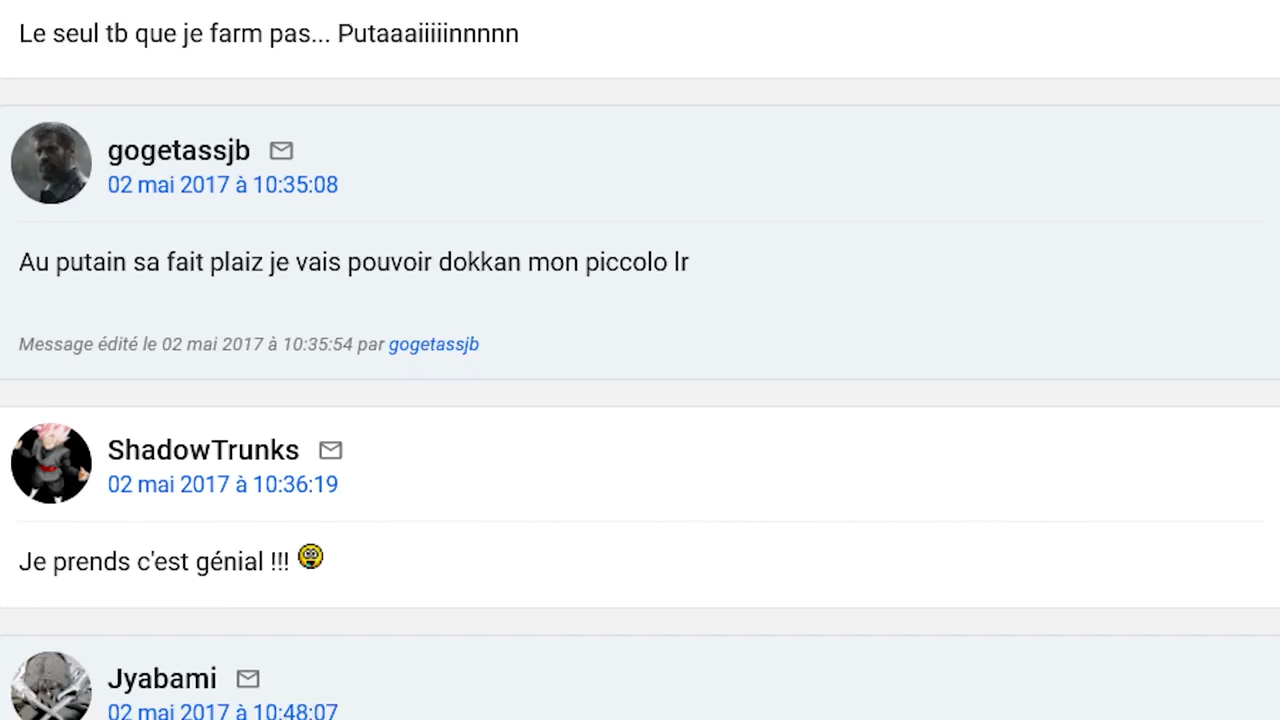 Le seul tb que je farm pas... Putaaaiiiiinnnnn
gogetassjb
02 mai 2017 à 10:35:08
Au putain sa fait plaiz je vais pouvoir dokkan mon piccolo lr
Message édité le 02 mai 2017 à 10:35:54 par gogetassjb
ShadowTrunks
02 mai 2017 à 10:36:19
Je prends c'est génial !!!
Jyabami
02 mai 2017 à 10:48:07